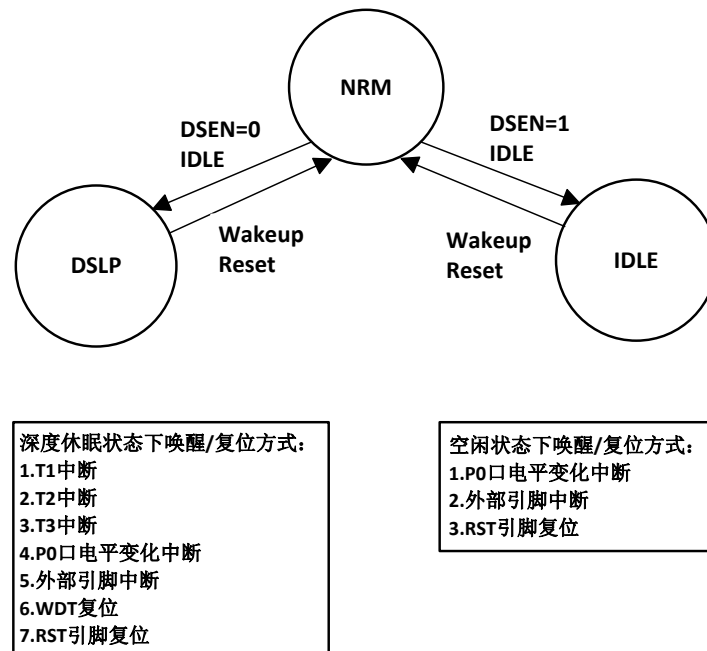 NRM
DSEN=0
IDLE
DSEN=1
IDLE
DSLP
Wakeup
Reset
Wakeup
Reset
IDLE
深度休眠状态下唤醒/复位方式：
1.T1中断
2.T2中断
3.T3中断
4.P0口电平变化中断
5.外部引脚中断
6.WDT复位
7.RST引脚复位
空闲状态下唤醒/复位方式：
1.P0口电平变化中断
2.外部引脚中断
3.RST引脚复位